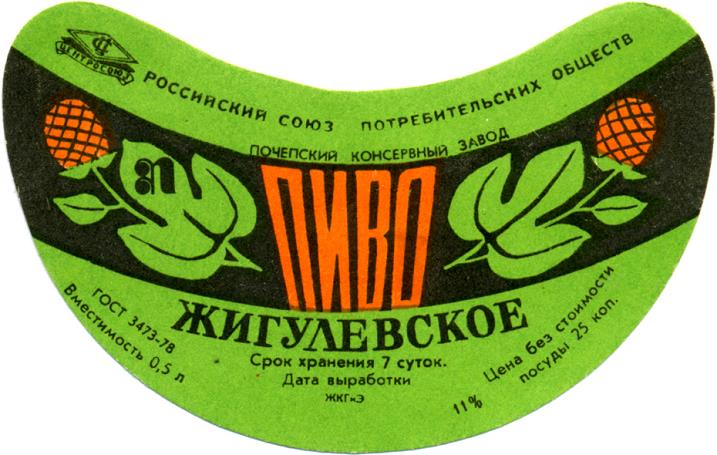 ЦЕНТРОСОЮЗ
РОССИЙСКИЙ СОЮЗ ПОТРЕБИТЕЛЬСКИХ ОБЩЕСТВ
ПОЧЕПСКИЙ КОНСЕРВНЫЙ ЗАВОД
ПИВО
ЖИГУЛЕВСКОЕ
ГОСТ 3473-78
Вместимость 0,5 л
Срок хранения 7 суток.
Дата выработки
ЖКГиЭ
11%
Цена без стоимости
посуды 25 коп.